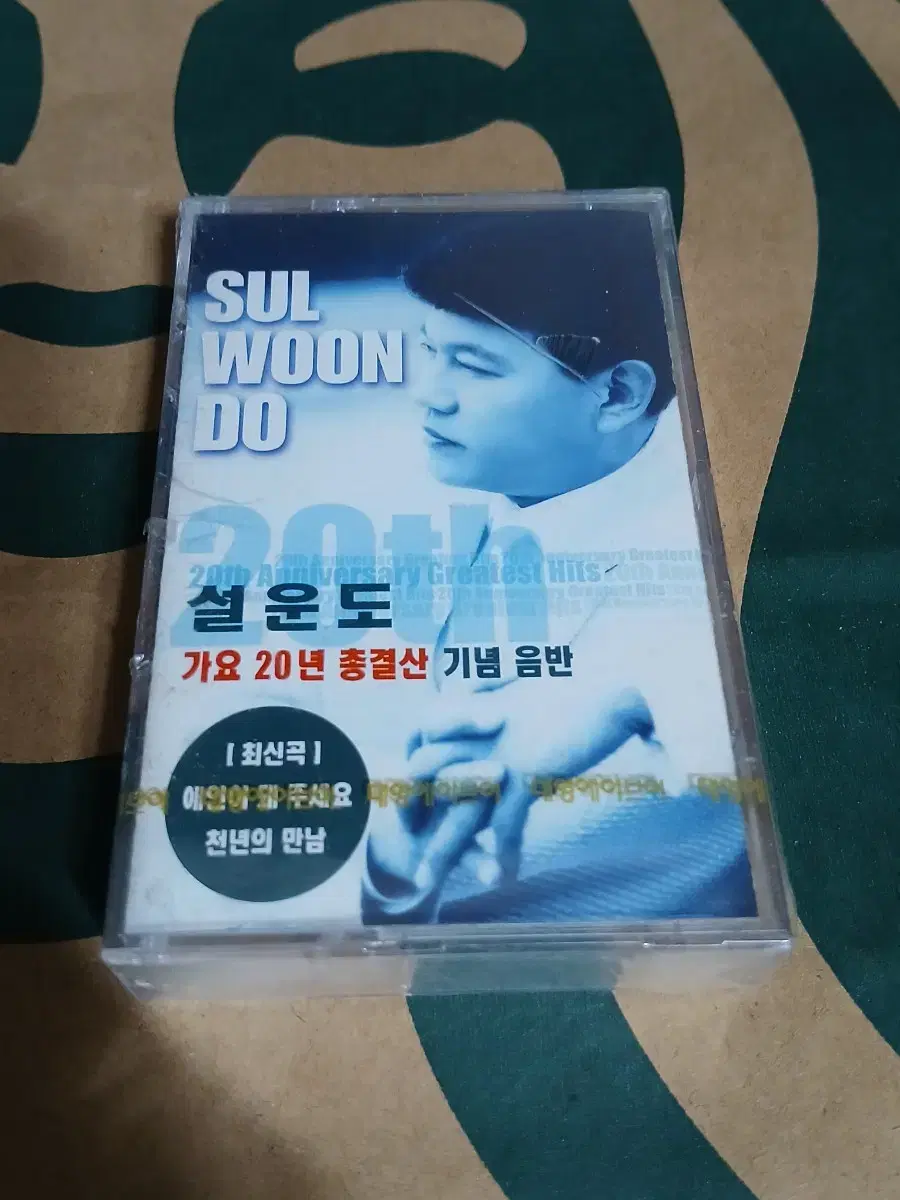 SUL
WOON
DO
20th
20th Anniversary Greatest Hits
설운도
가요 20년 총결산 기념 음반
[ 최신곡 ]
천년의 만남